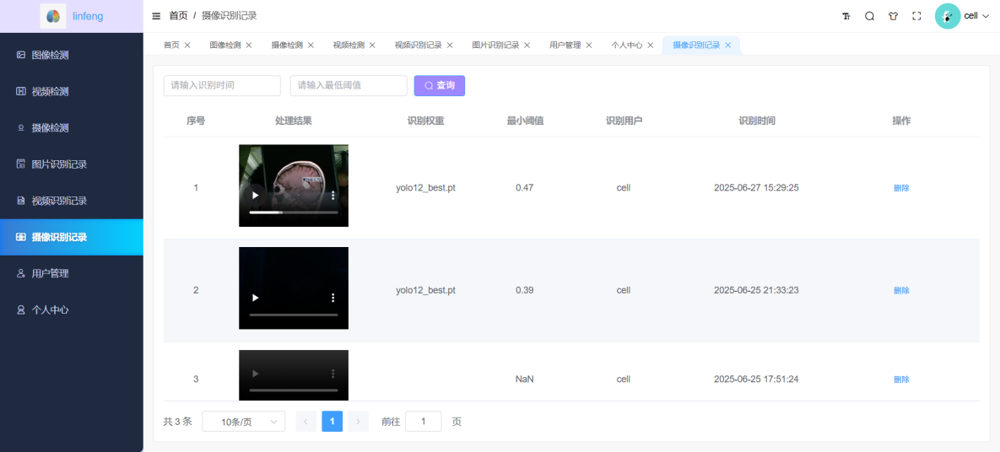 linfeng
首页 / 摄像识别记录
cell
首页 图像检测 摄像检测 视频检测 视频识别记录 图片识别记录 用户管理 个人中心 摄像识别记录
图像检测
视频检测
摄像检测
图片识别记录
视频识别记录
摄像识别记录
用户管理
个人中心
请输入识别时间 请输入最低阈值 查询
序号 处理结果 识别权重 最小阈值 识别用户 识别时间 操作
1 yolo12_best.pt 0.47 cell 2025-06-27 15:29:25 删除
2 yolo12_best.pt 0.39 cell 2025-06-25 21:33:23 删除
3 NaN cell 2025-06-25 17:51:24 删除
共 3 条 10条/页 1 前往 1 页